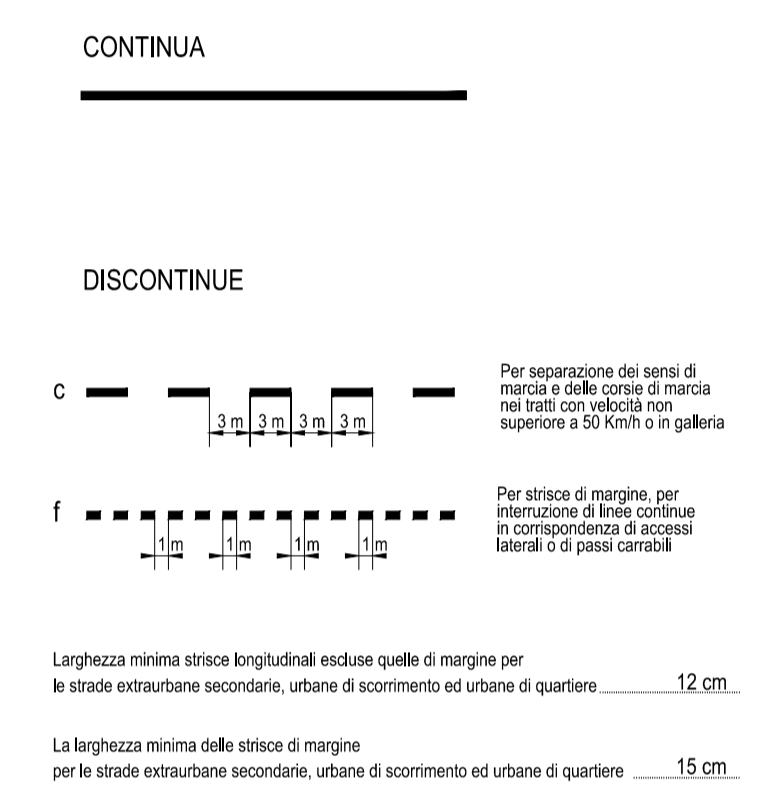 CONTINUA
DISCONTINUE
c
3 m 3 m 3 m 3 m
Per separazione dei sensi di
marcia e delle corsie di marcia
nei tratti con velocità non
superiore a 50 Km/h o in galleria
f
1 m 1 m 1 m 1 m
Per strisce di margine, per
interruzione di linee continue
in corrispondenza di accessi
laterali o di passi carrabili
Larghezza minima strisce longitudinali escluse quelle di margine per
le strade extraurbane secondarie, urbane di scorrimento ed urbane di quartiere 12 cm
La larghezza minima delle strisce di margine
per le strade extraurbane secondarie, urbane di scorrimento ed urbane di quartiere 15 cm